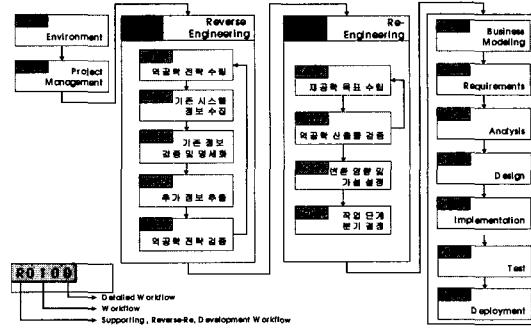 Environment
Project
Management
Reverse
Engineering
역공학 전략 수립
기존 시스템
정보 수집
기존 정보
검증 및 명세화
추가 정보 추출
역공학 전략 검증
Re-
Engineering
재공학 목표 수립
역공학 산출물 검증
변환 영향 및
가설 설정
작업 단계
분기 결정
Business
Modeling
Requirements
Analysis
Design
Implementation
Test
Deployment
R0100
Detailed Workflow
Workflow
Supporting, Reverse-Re, Development Workflow